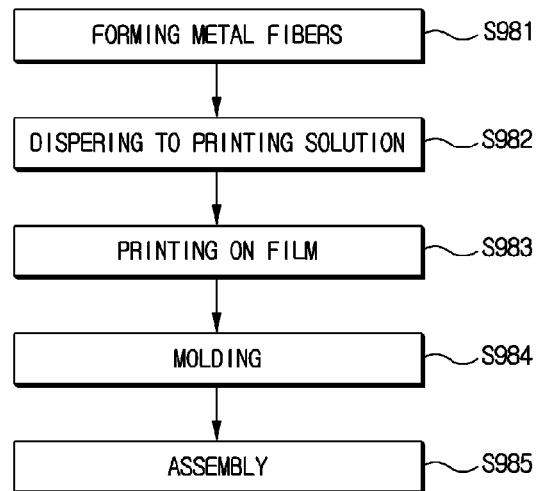 FORMING METAL FIBERS S981
DISPERING TO PRINTING SOLUTION S982
PRINTING ON FILM S983
MOLDING S984
ASSEMBLY S985